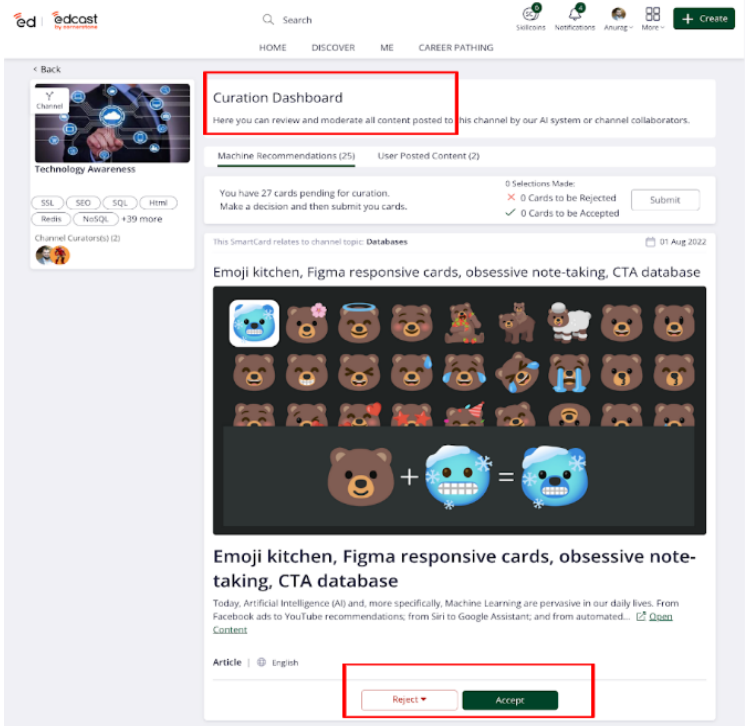 ed edcast
by cornerstone
Search
6
4
Skillcoins Notifications Anurag More
+ Create
HOME DISCOVER ME CAREER PATHING
< Back
Channel
Technology Awareness
SSL SEO SQL Html
Redis NoSQL +39 more
Channel Curators(s) (2)
Curation Dashboard
Here you can review and moderate all content posted to this channel by our AI system or channel collaborators.
Machine Recommendations (25) User Posted Content (2)
You have 27 cards pending for curation.
Make a decision and then submit you cards.
0 Selections Made:
0 Cards to be Rejected
0 Cards to be Accepted
Submit
This SmartCard relates to channel topic: Databases
01 Aug 2022
Emoji kitchen, Figma responsive cards, obsessive note-taking, CTA database
+ =
Emoji kitchen, Figma responsive cards, obsessive note-
taking, CTA database
Today, Artificial Intelligence (AI) and, more specifically, Machine Learning are pervasive in our daily lives. From
Facebook ads to YouTube recommendations; from Siri to Google Assistant; and from automated... Open
Content
Article | English
Reject Accept